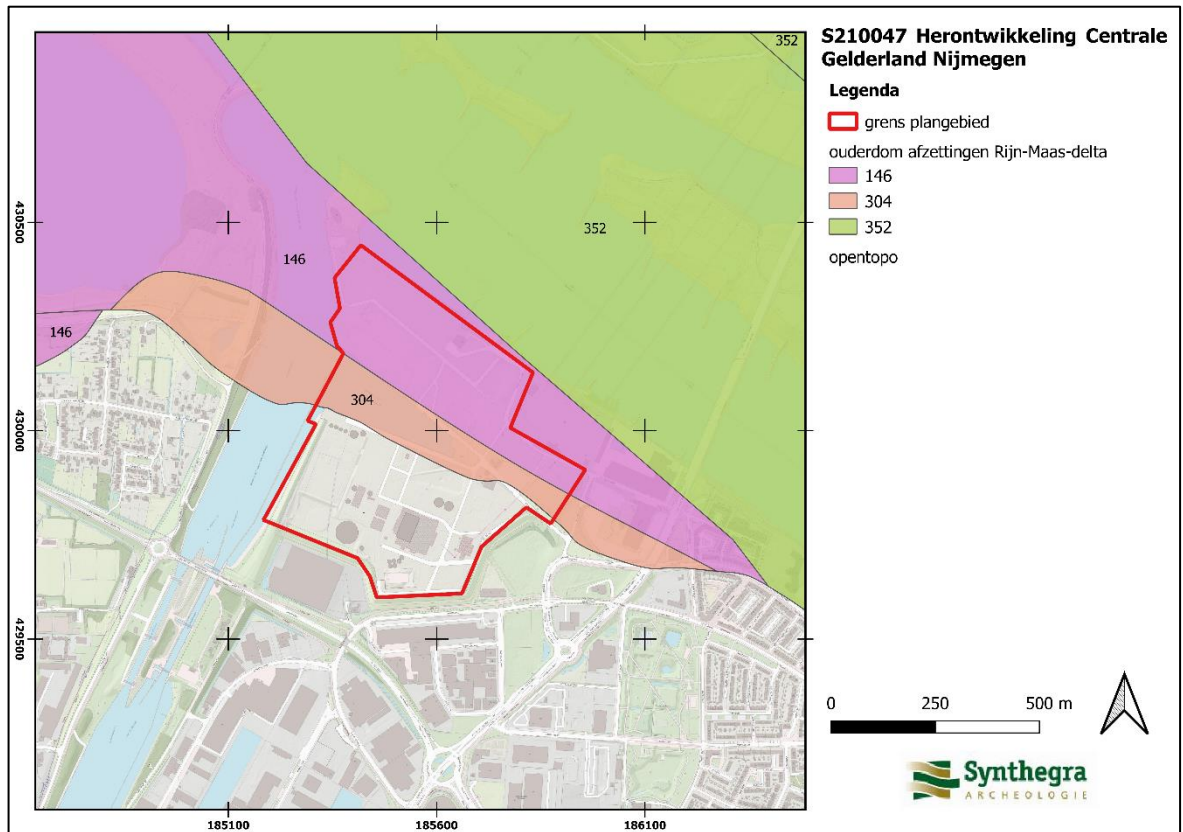 S210047 Herontwikkeling Centrale
Gelderland Nijmegen
Legenda
grens plangebied
ouderdom afzettingen Rijn-Maas-delta
146
304
352
opentopo
352
352
146
146
304
430500
430000
429500
185100
185600
186100
0 250 500 m
Synthegra
ARCHEOLOGIE